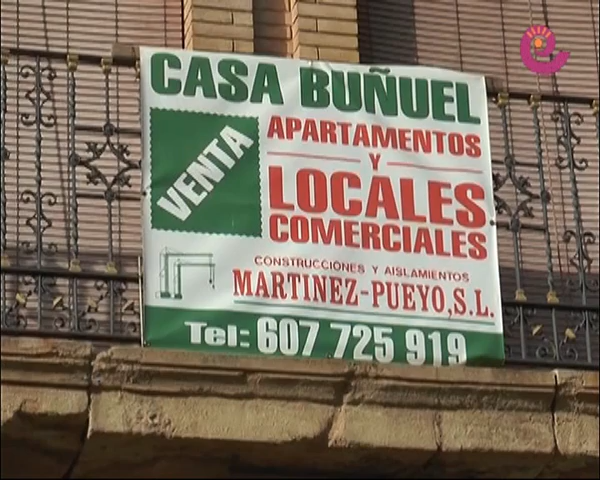 CASA BUÑUEL
VENTA
APARTAMENTOS
Y
LOCALES
COMERCIALES
CONSTRUCCIONES Y AISLAMIENTOS
MARTINEZ-PUEYO,S.L.
Tel: 607 725 919
e